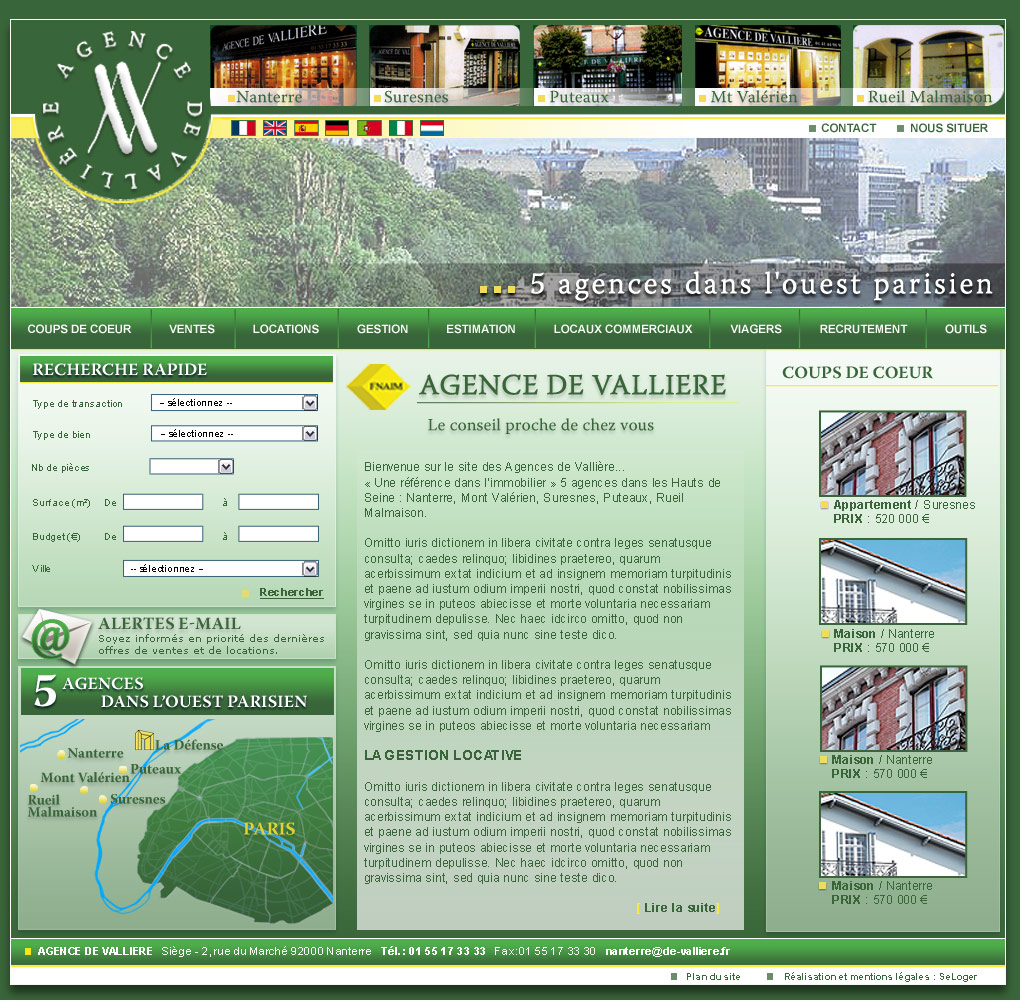 AGENCE DE VALLIERE
AGENCE DE VALLIERE
AGENCE DE VALLIERE
Nanterre
Suresnes
Puteaux
Mt Valérien
Rueil Malmaison
CONTACT
NOUS SITUER
... 5 agences dans l'ouest parisien
COUPS DE COEUR
VENTES
LOCATIONS
GESTION
ESTIMATION
LOCAUX COMMERCIAUX
VIAGERS
RECRUTEMENT
OUTILS
RECHERCHE RAPIDE
Type de transaction
-- sélectionnez --
Type de bien
-- sélectionnez --
Nb de pièces
Surface (m²) De à
Budget(€) De à
Ville
-- sélectionnez --
Rechercher
@ ALERTES E-MAIL
Soyez informés en priorité des dernières
offres de ventes et de locations.
5 AGENCES
DANS L'OUEST PARISIEN
La Défense
Nanterre
Puteaux
Mont Valérien
Rueil
Malmaison
Suresnes
PARIS
FNAIM
AGENCE DE VALLIERE
Le conseil proche de chez vous
Bienvenue sur le site des Agences de Vallière...
« Une référence dans l'immobilier » 5 agences dans les Hauts de
Seine : Nanterre, Mont Valérien, Suresnes, Puteaux, Rueil
Malmaison.
Omitto iuris dictionem in libera civitate contra leges senatusque
consulta; caedes relinquo; libidines praetereo, quarum
acerbissimum extat indicium et ad insignem memoriam turpitudinis
et paene ad iustum odium imperii nostri, quod constat nobilissimas
virgines se in puteos abiecisse et morte voluntaria necessariam
turpitudinem depulisse. Nec haec idcirco omitto, quod non
gravissima sint, sed quia nunc sine teste dico.
Omitto iuris dictionem in libera civitate contra leges senatusque
consulta; caedes relinquo; libidines praetereo, quarum
acerbissimum extat indicium et ad insignem memoriam turpitudinis
et paene ad iustum odium imperii nostri, quod constat nobilissimas
virgines se in puteos abiecisse et morte voluntaria necessariam
LA GESTION LOCATIVE
Omitto iuris dictionem in libera civitate contra leges senatusque
consulta; caedes relinquo; libidines praetereo, quarum
acerbissimum extat indicium et ad insignem memoriam turpitudinis
et paene ad iustum odium imperii nostri, quod constat nobilissimas
virgines se in puteos abiecisse et morte voluntaria necessariam
turpitudinem depulisse. Nec haec idcirco omitto, quod non
gravissima sint, sed quia nunc sine teste dico.
[ Lire la suite]
COUPS DE COEUR
Appartement / Suresnes
PRIX : 520 000 €
Maison / Nanterre
PRIX : 570 000 €
Maison / Nanterre
PRIX : 570 000 €
Maison / Nanterre
PRIX : 570 000 €
AGENCE DE VALLIERE Siège - 2, rue du Marché 92000 Nanterre Tél. : 01 55 17 33 33 Fax : 01 55 17 33 30 nanterre@de-valliere.fr
Plan du site
Réalisation et mentions légales : SeLoger